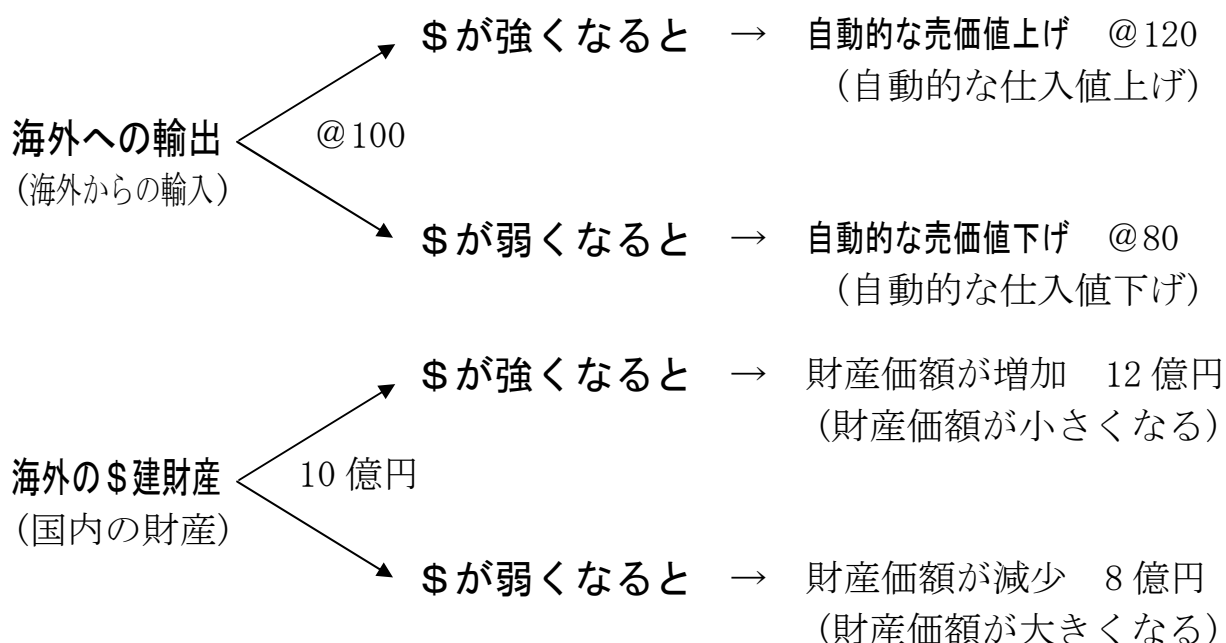 $が強くなると → 自動的な売価値上げ @120
(自動的な仕入値上げ)
海外への輸出 @100
(海外からの輸入)
$が弱くなると → 自動的な売価値下げ @80
(自動的な仕入値下げ)
$が強くなると → 財産価額が増加 12億円
(財産価額が小さくなる)
海外の$建財産 10億円
(国内の財産)
$が弱くなると → 財産価額が減少 8億円
(財産価額が大きくなる)